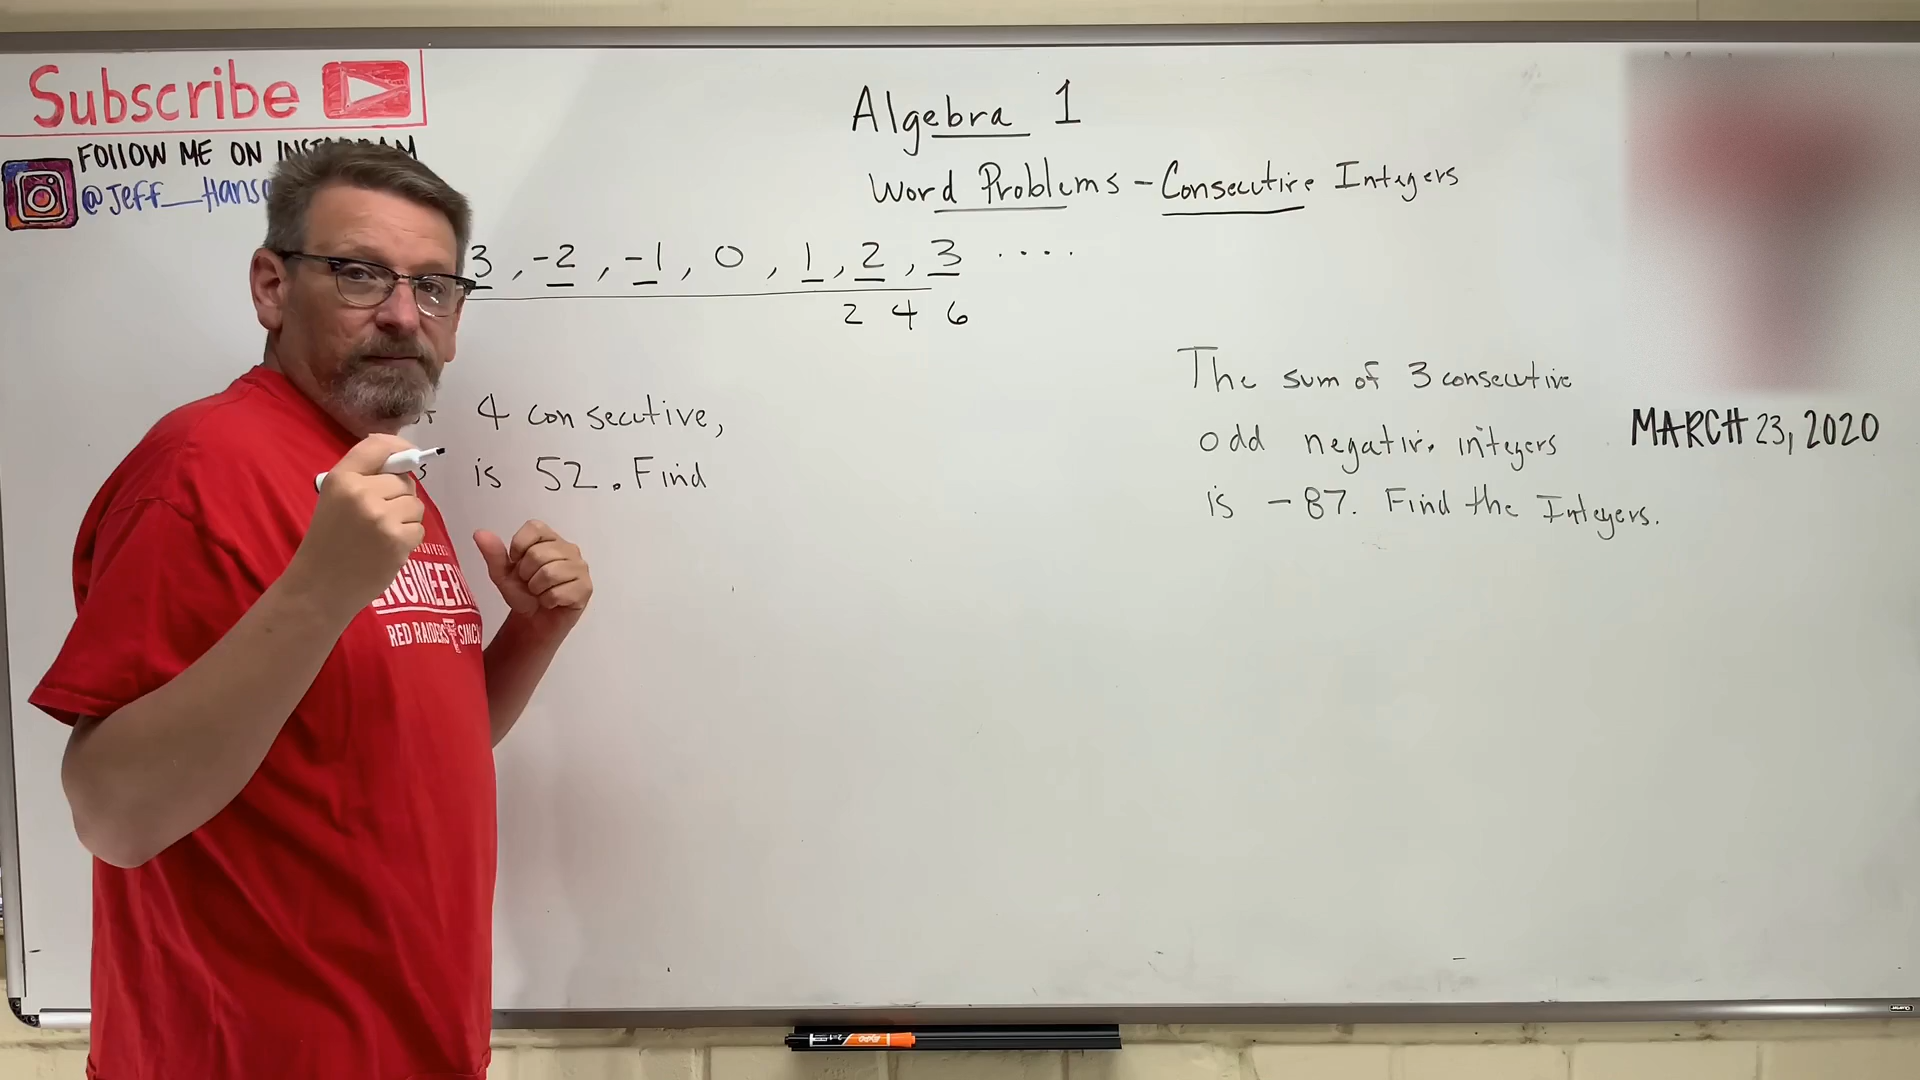 Subscribe
FOllOW ME ON
@Jeff__Hans
Algebra 1
Word Problems - Consecutive Integers
3, -2, -1, 0, 1, 2, 3 ....
2 4 6
4 consecutive,
is 52. Find
The sum of 3 consecutive
odd negative integers
is -87. Find the Integers.
MARCH 23, 2020
RED RAIDERS